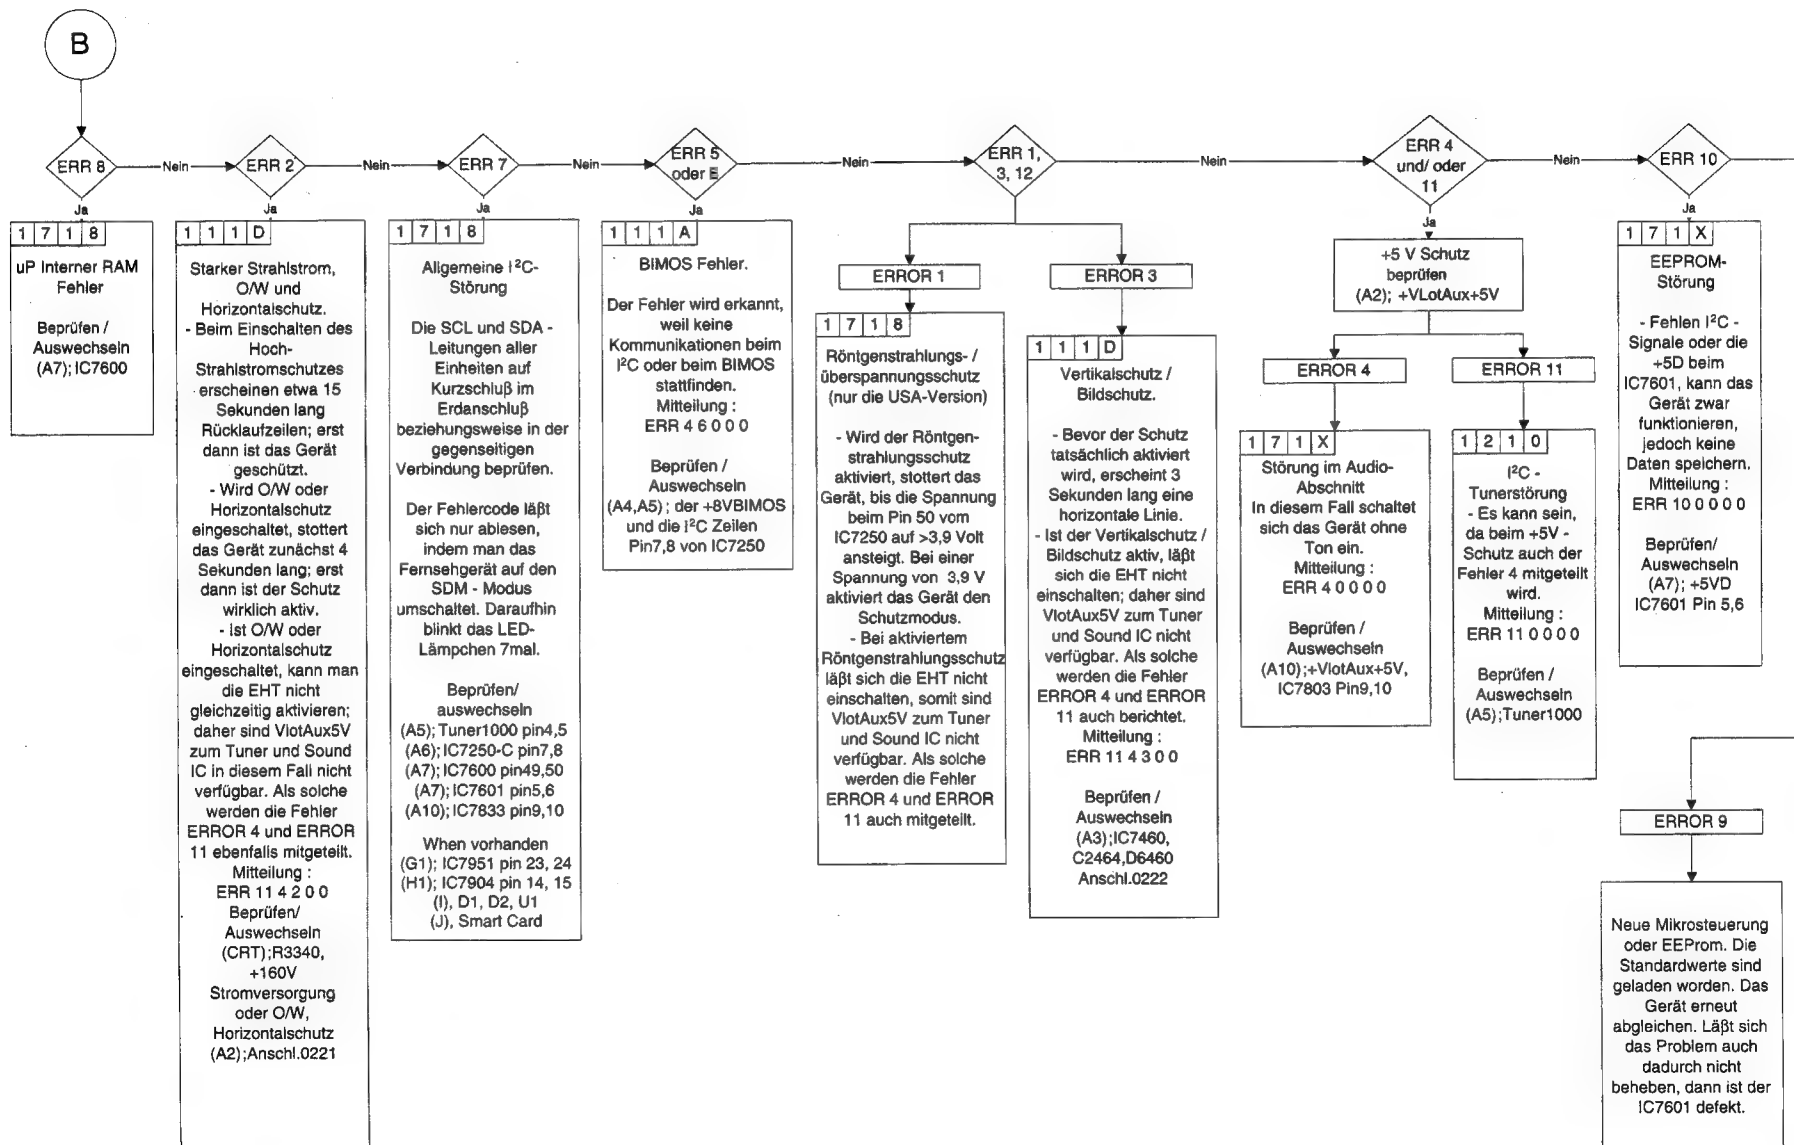 B
ERR 8
Nein
ERR 2
Nein
ERR 7
Nein
ERR 5
oder E
Nein
ERR 1,
3, 12
Nein
ERR 4
und/ oder
11
Nein
ERR 10
Ja
1 7 1 8
uP Interner RAM
Fehler
Beprüfen /
Auswechseln
(A7); IC7600
Ja
1 1 1 D
Starker Strahlstrom,
O/W und
Horizontalschutz.
- Beim Einschalten des
Hoch-
Strahlstromschutzes
erscheinen etwa 15
Sekunden lang
Rücklaufzeilen; erst
dann ist das Gerät
geschützt.
- Wird O/W oder
Horizontalschutz
eingeschaltet, stottert
das Gerät zunächst 4
Sekunden lang; erst
dann ist der Schutz
wirklich aktiv.
- Ist O/W oder
Horizontalschutz
eingeschaltet, kann man
die EHT nicht
gleichzeitig aktivieren;
daher sind VlotAux5V
zum Tuner und Sound
IC in diesem Fall nicht
verfügbar. Als solche
werden die Fehler
ERROR 4 und ERROR
11 ebenfalls mitgeteilt.
Mitteilung :
ERR 11 4 2 0 0
Beprüfen/
Auswechseln
(CRT);R3340,
+160V
Stromversorgung
oder O/W,
Horizontalschutz
(A2);Anschl.0221
Ja
1 7 1 8
Allgemeine I²C-
Störung
Die SCL und SDA -
Leitungen aller
Einheiten auf
Kurzschluß im
Erdanschluß
beziehungsweise in der
gegenseitigen
Verbindung beprüfen.
Der Fehlercode läßt
sich nur ablesen,
indem man das
Fernsehgerät auf den
SDM - Modus
umschaltet. Daraufhin
blinkt das LED-
Lämpchen 7mal.
Beprüfen/
auswechseln
(A5); Tuner1000 pin4,5
(A6); IC7250-C pin7,8
(A7); IC7600 pin49,50
(A7); IC7601 pin5,6
(A10); IC7833 pin9,10
When vorhanden
(G1); IC7951 pin 23, 24
(H1); IC7904 pin 14, 15
(I), D1, D2, U1
(J), Smart Card
Ja
1 1 1 A
BIMOS Fehler.
Der Fehler wird erkannt,
weil keine
Kommunikationen beim
I²C oder beim BIMOS
stattfinden.
Mitteilung :
ERR 4 6 0 0 0
Beprüfen /
Auswechseln
(A4,A5) ; der +8VBIMOS
und die I²C Zeilen
Pin7,8 von IC7250
ERROR 1
1 7 1 8
Röntgenstrahlungs- /
überspannungsschutz
(nur die USA-Version)
- Wird der Röntgen-
strahlungsschutz
aktiviert, stottert das
Gerät, bis die Spannung
beim Pin 50 vom
IC7250 auf >3,9 Volt
ansteigt. Bei einer
Spannung von 3,9 V
aktiviert das Gerät den
Schutzmodus.
- Bei aktiviertem
Röntgenstrahlungsschutz
läßt sich die EHT nicht
einschalten, somit sind
VlotAux5V zum Tuner
und Sound IC nicht
verfügbar. Als solche
werden die Fehler
ERROR 4 und ERROR
11 auch mitgeteilt.
ERROR 3
1 1 1 D
Vertikalschutz /
Bildschutz.
- Bevor der Schutz
tatsächlich aktiviert
wird, erscheint 3
Sekunden lang eine
horizontale Linie.
- Ist der Vertikalschutz /
Bildschutz aktiv, läßt
sich die EHT nicht
einschalten; daher sind
VlotAux5V zum Tuner
und Sound IC nicht
verfügbar. Als solche
werden die Fehler
ERROR 4 und ERROR
11 auch berichtet.
Mitteilung :
ERR 11 4 3 0 0
Beprüfen /
Auswechseln
(A3);IC7460,
C2464,D6460
Anschl.0222
Ja
+5 V Schutz
beprüfen
(A2); +VLotAux+5V
ERROR 4
1 7 1 X
Störung im Audio-
Abschnitt
In diesem Fall schaltet
sich das Gerät ohne
Ton ein.
Mitteilung :
ERR 4 0 0 0 0
Beprüfen /
Auswechseln
(A10);+VlotAux+5V,
IC7803 Pin9,10
ERROR 11
1 2 1 0
I²C -
Tunerstörung
- Es kann sein,
da beim +5V -
Schutz auch der
Fehler 4 mitgeteilt
wird.
Mitteilung :
ERR 11 0 0 0 0
Beprüfen /
Auswechseln
(A5);Tuner1000
Ja
1 7 1 X
EEPROM-
Störung
- Fehlen I²C -
Signale oder die
+5D beim
IC7601, kann das
Gerät zwar
funktionieren,
jedoch keine
Daten speichern.
Mitteilung :
ERR 10 0 0 0 0
Beprüfen/
Auswechseln
(A7); +5VD
IC7601 Pin 5,6
ERROR 9
Neue Mikrosteuerung
oder EEProm. Die
Standardwerte sind
geladen worden. Das
Gerät erneut
abgleichen. Läßt sich
das Problem auch
dadurch nicht
beheben, dann ist der
IC7601 defekt.